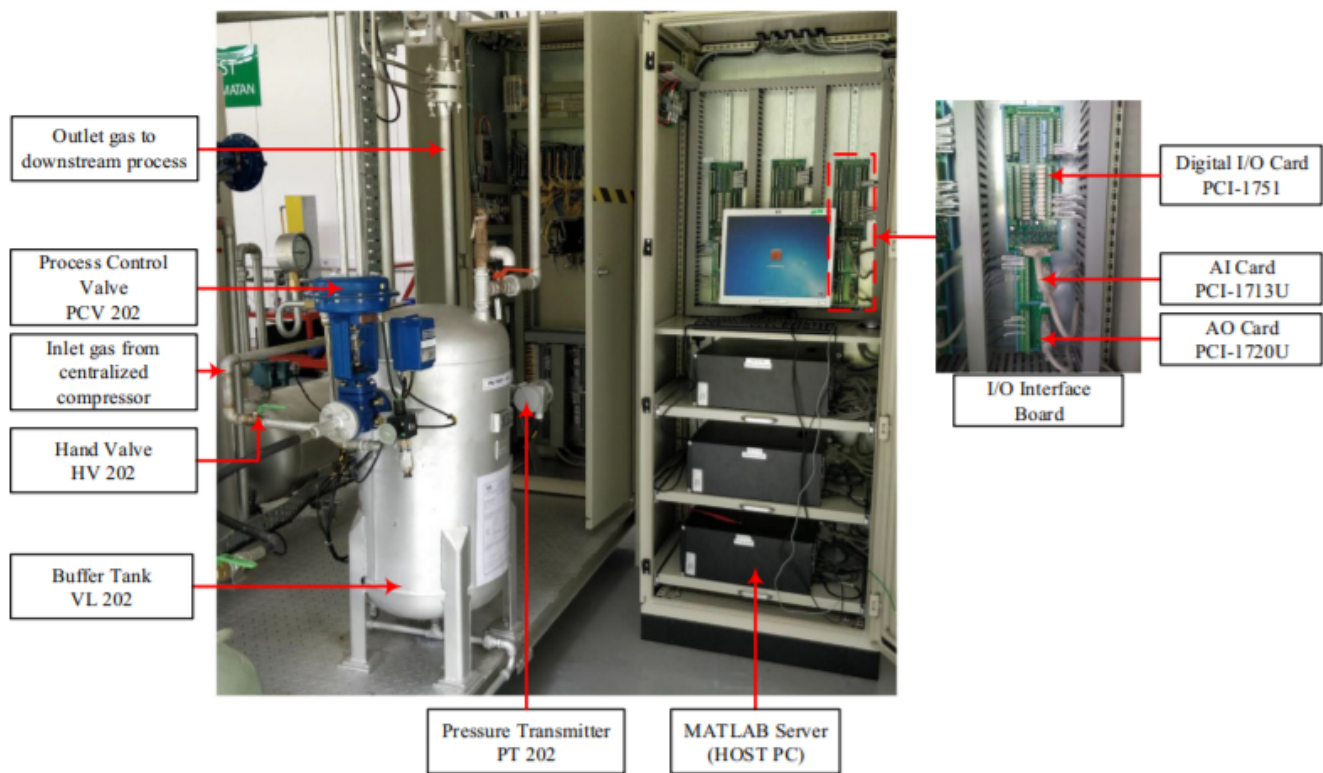 ST
MATAN
Outlet gas to
downstream process
Process Control
Valve
PCV 202
Inlet gas from
centralized
compressor
Hand Valve
HV 202
Buffer Tank
VL 202
Pressure Transmitter
PT 202
MATLAB Server
(HOST PC)
Digital I/O Card
PCI-1751
AI Card
PCI-1713U
AO Card
PCI-1720U
I/O Interface
Board